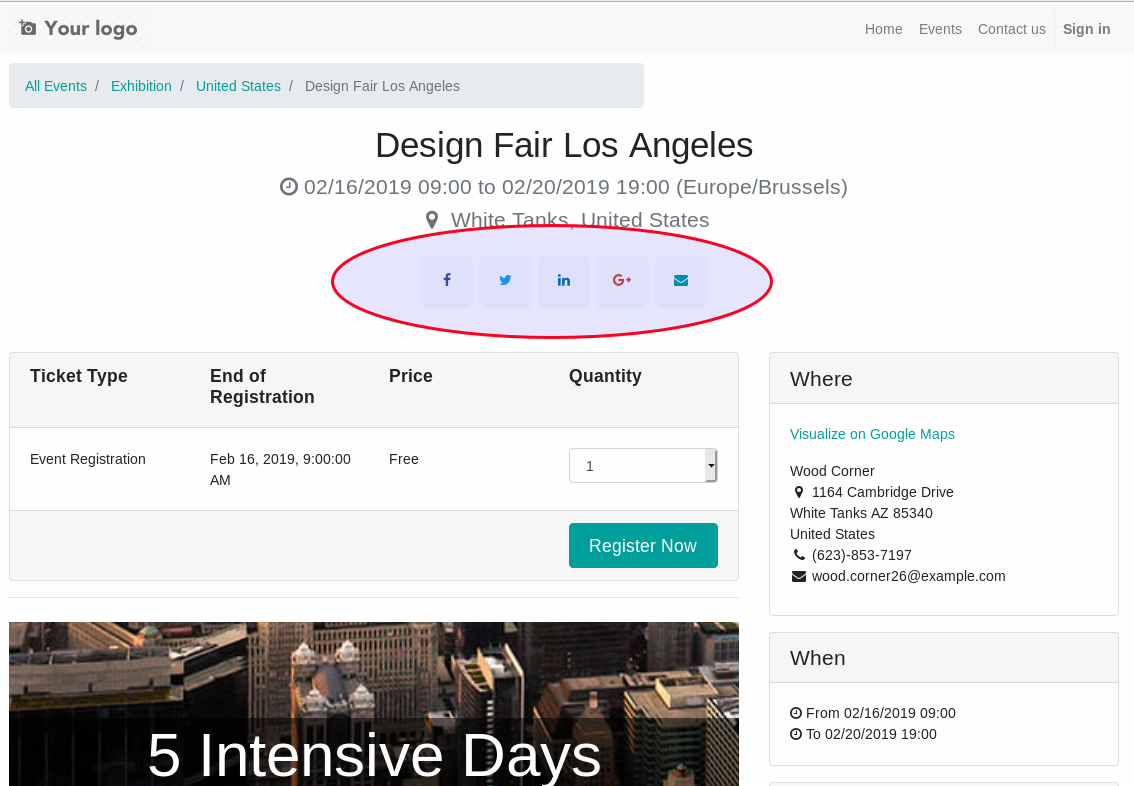 Your logo
Home Events Contact us Sign in
All Events / Exhibition / United States / Design Fair Los Angeles
Design Fair Los Angeles
02/16/2019 09:00 to 02/20/2019 19:00 (Europe/Brussels)
White Tanks, United States
f in G+
Ticket Type End of Registration Price Quantity
Event Registration Feb 16, 2019, 9:00:00 AM Free 1
Register Now
5 Intensive Days
Where
Visualize on Google Maps
Wood Corner
1164 Cambridge Drive
White Tanks AZ 85340
United States
(623)-853-7197
wood.corner26@example.com
When
From 02/16/2019 09:00
To 02/20/2019 19:00